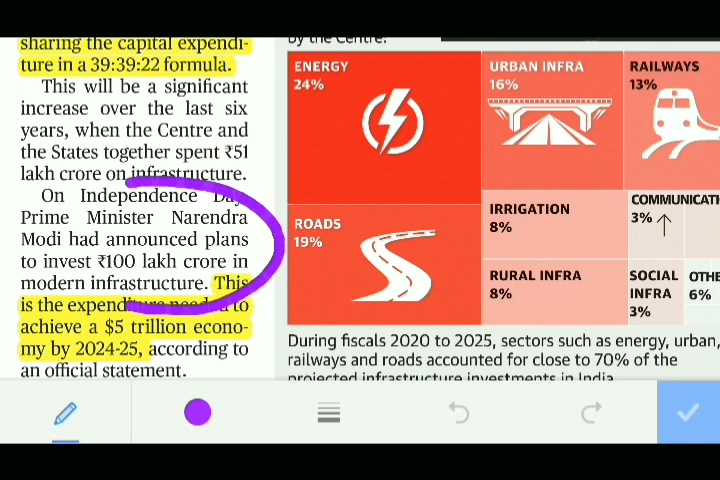 sharing the capital expendi-
ture in a 39:39:22 formula.
This will be a significant
increase over the last six
years, when the Centre and
the States together spent ₹51
lakh crore on infrastructure.
On Independence Day
Prime Minister Narendra
Modi had announced plans
to invest ₹100 lakh crore in
modern infrastructure. This
is the expenditure needed to
achieve a $5 trillion econo-
my by 2024-25, according to
an official statement.
by the Centre.
ENERGY
24%
URBAN INFRA
16%
RAILWAYS
13%
ROADS
19%
IRRIGATION
8%
COMMUNICATI
3%
RURAL INFRA
8%
SOCIAL
INFRA
3%
OTHE
6%
During fiscals 2020 to 2025, sectors such as energy, urban,
railways and roads accounted for close to 70% of the
projected infrastructure investments in India